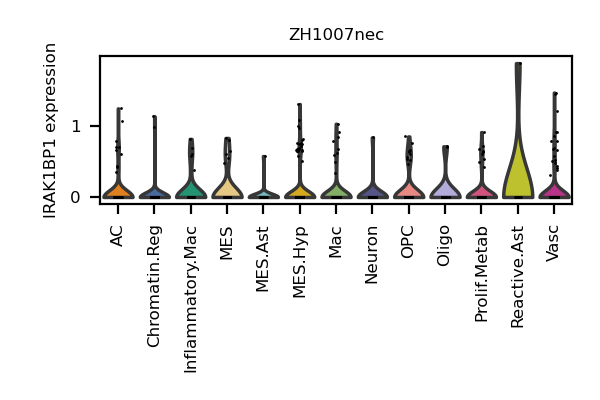 ZH1007nec
IRAK1BP1 expression
1
0
AC
Chromatin.Reg
Inflammatory.Mac
MES
MES.Ast
MES.Hyp
Mac
Neuron
OPC
Oligo
Prolif.Metab
Reactive.Ast
Vasc